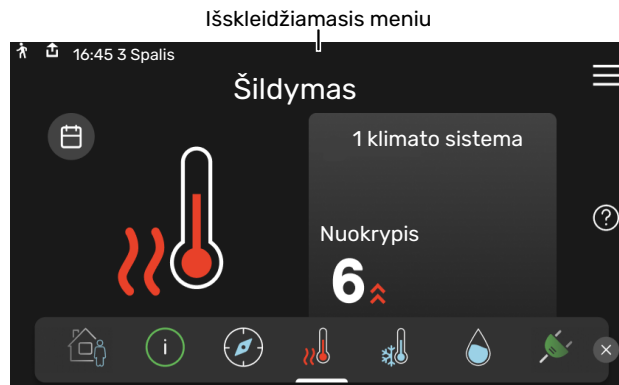 Išskleidžiamasis meniu
16:45 3 Spalis
Šildymas
1 klimato sistema
Nuokrypis
6